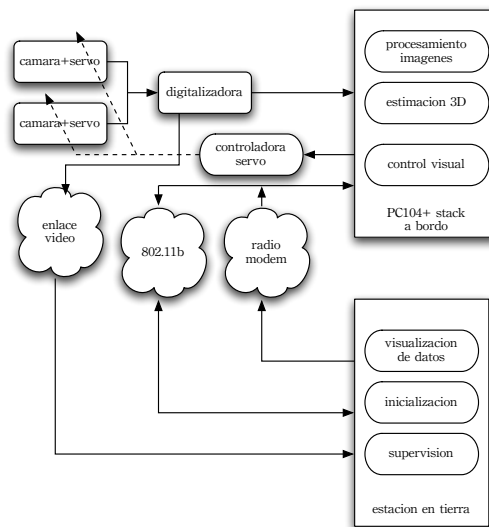 camara+servo
camara+servo
digitalizadora
procesamiento
imagenes
estimacion 3D
controladora
servo
control visual
PC104+ stack
a bordo
enlace
video
802.11b
radio
modem
visualizacion
de datos
inicializacion
supervision
estacion en tierra